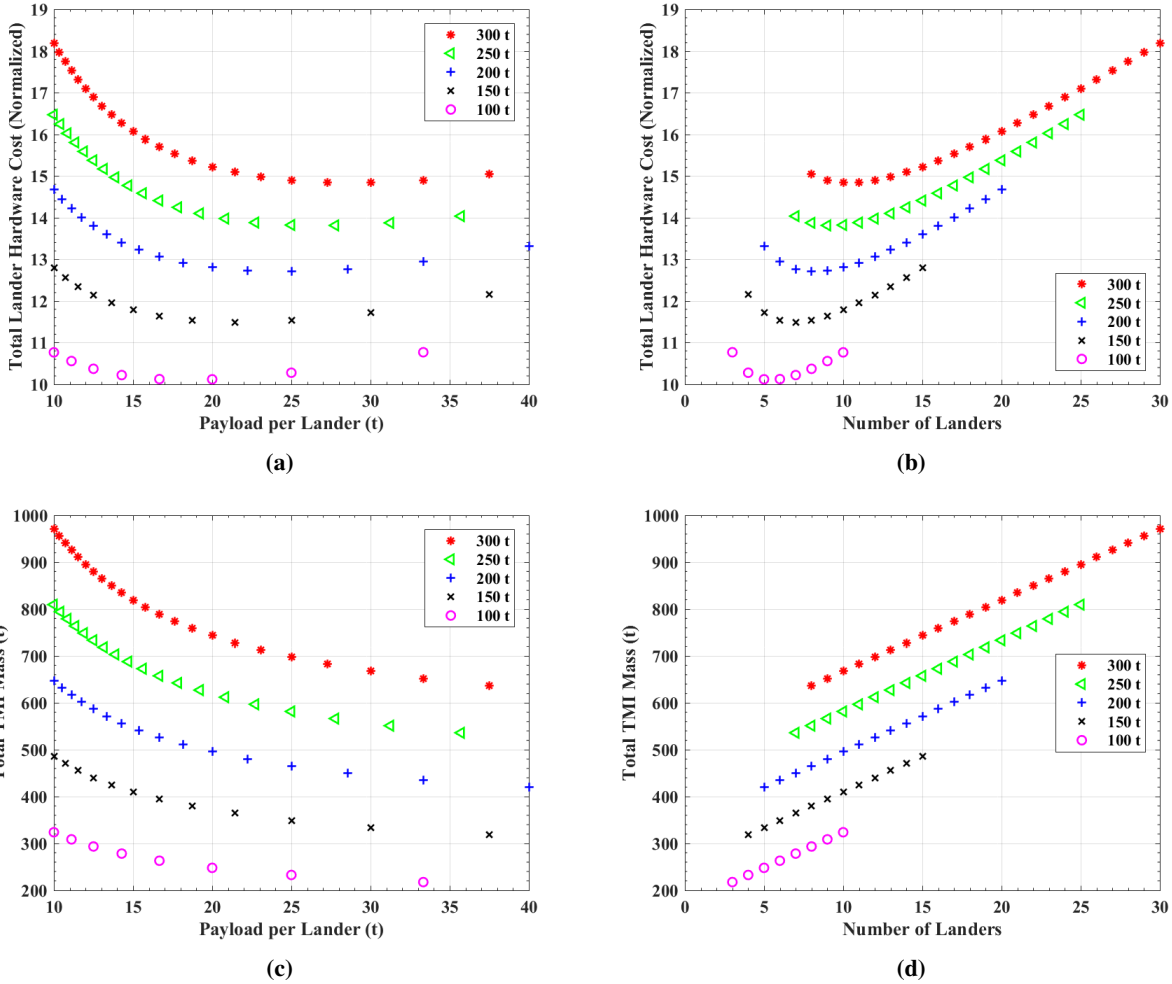 19
18
17
16
15
14
13
12
11
10
Total Lander Hardware Cost (Normalized)
300 t
250 t
200 t
150 t
100 t
10 15 20 25 30 35 40
Payload per Lander (t)
(a)
19
18
17
16
15
14
13
12
11
10
Total Lander Hardware Cost (Normalized)
300 t
250 t
200 t
150 t
100 t
0 5 10 15 20 25 30
Number of Landers
(b)
1000
900
800
700
600
500
400
300
200
TMI Mass (t)
300 t
250 t
200 t
150 t
100 t
10 15 20 25 30 35 40
Payload per Lander (t)
(c)
1000
900
800
700
600
500
400
300
200
Total TMI Mass (t)
300 t
250 t
200 t
150 t
100 t
0 5 10 15 20 25 30
Number of Landers
(d)